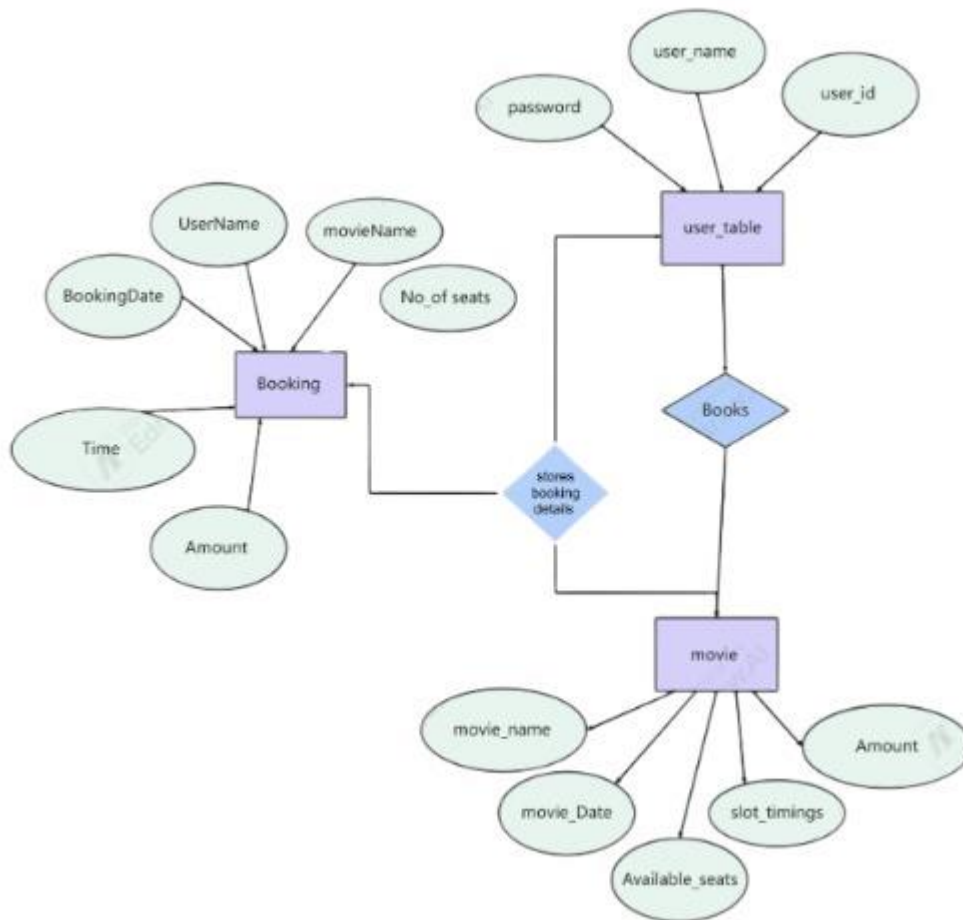 user_name
password
user_id
UserName
movieName
user_table
BookingDate
No_of seats
Booking
Books
Time
stores
booking
details
Amount
movie
movie_name
Amount
movie_Date
slot_timings
Available_seats